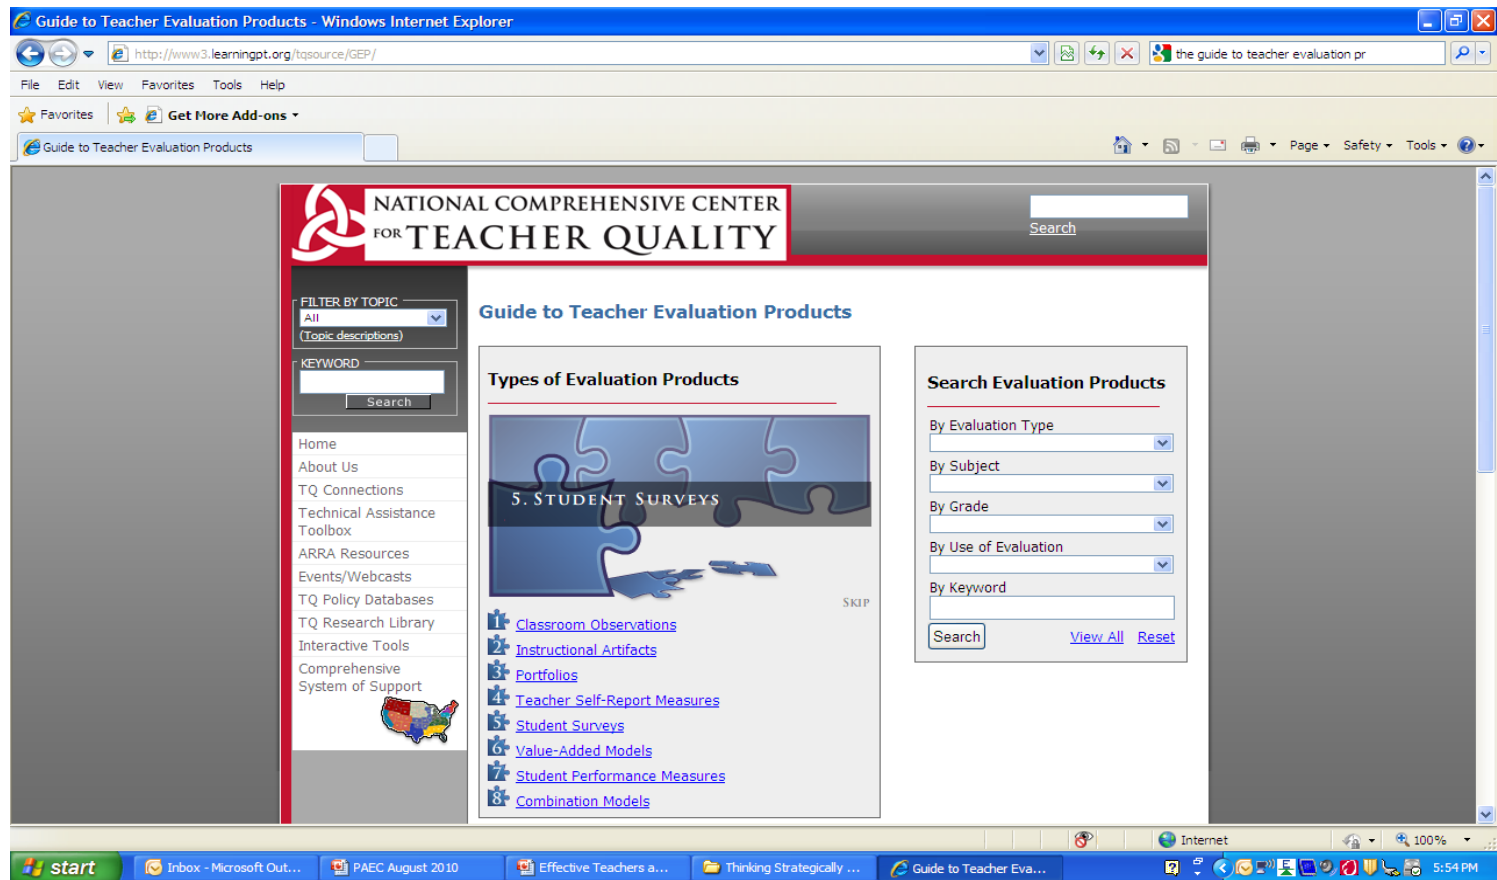 Guide to Teacher Evaluation Products - Windows Internet Explorer
http://www3.learningpt.org/tqsource/GEP/
the guide to teacher evaluation pr
File Edit View Favorites Tools Help
Favorites Get More Add-ons
Guide to Teacher Evaluation Products
Page Safety Tools
NATIONAL COMPREHENSIVE CENTER
FOR TEACHER QUALITY
Search
FILTER BY TOPIC
All
(Topic descriptions)
KEYWORD
Search
Home
About Us
TQ Connections
Technical Assistance
Toolbox
ARRA Resources
Events/Webcasts
TQ Policy Databases
TQ Research Library
Interactive Tools
Comprehensive
System of Support
Guide to Teacher Evaluation Products
Types of Evaluation Products
5. STUDENT SURVEYS
SKIP
1 Classroom Observations
2 Instructional Artifacts
3 Portfolios
4 Teacher Self-Report Measures
5 Student Surveys
6 Value-Added Models
7 Student Performance Measures
8 Combination Models
Search Evaluation Products
By Evaluation Type
By Subject
By Grade
By Use of Evaluation
By Keyword
Search View All Reset
Internet 100%
start Inbox - Microsoft Out... PAEC August 2010 Effective Teachers a... Thinking Strategically ... Guide to Teacher Eva... 5:54 PM